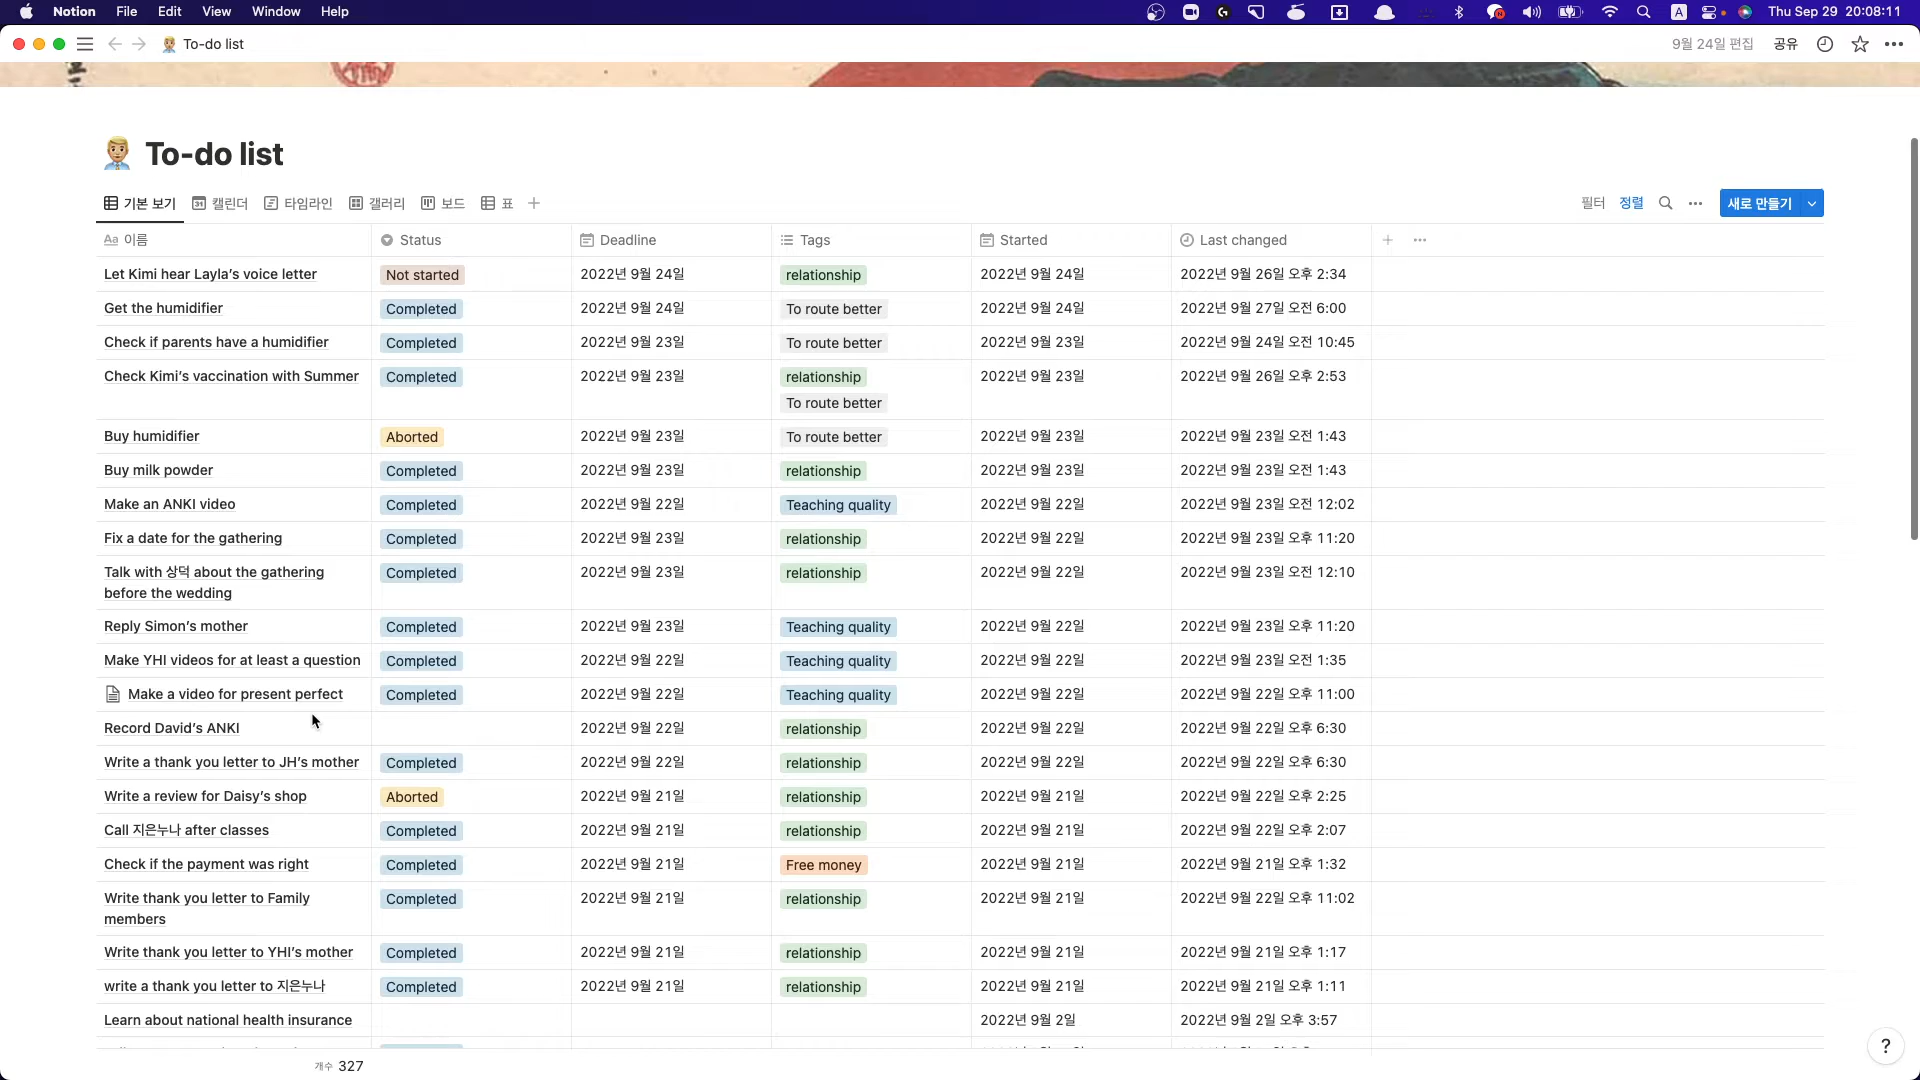 Notion File Edit View Window Help Thu Sep 29 20:08:11
To-do list 9월 24일 편집 공유
To-do list
기본 보기 캘린더 타임라인 갤러리 보드 표 필터 정렬 새로 만들기
Aa 이름 Status Deadline Tags Started Last changed
Let Kimi hear Layla's voice letter Not started 2022년 9월 24일 relationship 2022년 9월 24일 2022년 9월 26일 오후 2:34
Get the humidifier Completed 2022년 9월 24일 To route better 2022년 9월 24일 2022년 9월 27일 오전 6:00
Check if parents have a humidifier Completed 2022년 9월 23일 To route better 2022년 9월 23일 2022년 9월 24일 오전 10:45
Check Kimi's vaccination with Summer Completed 2022년 9월 23일 relationship 2022년 9월 23일 2022년 9월 26일 오후 2:53
To route better
Buy humidifier Aborted 2022년 9월 23일 To route better 2022년 9월 23일 2022년 9월 23일 오전 1:43
Buy milk powder Completed 2022년 9월 23일 relationship 2022년 9월 23일 2022년 9월 23일 오전 1:43
Make an ANKI video Completed 2022년 9월 22일 Teaching quality 2022년 9월 22일 2022년 9월 23일 오전 12:02
Fix a date for the gathering Completed 2022년 9월 23일 relationship 2022년 9월 22일 2022년 9월 23일 오후 11:20
Talk with 상덕 about the gathering Completed 2022년 9월 23일 relationship 2022년 9월 22일 2022년 9월 23일 오전 12:10
before the wedding
Reply Simon's mother Completed 2022년 9월 23일 Teaching quality 2022년 9월 22일 2022년 9월 23일 오후 11:20
Make YHI videos for at least a question Completed 2022년 9월 22일 Teaching quality 2022년 9월 22일 2022년 9월 23일 오전 1:35
Make a video for present perfect Completed 2022년 9월 22일 Teaching quality 2022년 9월 22일 2022년 9월 22일 오후 11:00
Record David's ANKI 2022년 9월 22일 relationship 2022년 9월 22일 2022년 9월 22일 오후 6:30
Write a thank you letter to JH's mother Completed 2022년 9월 22일 relationship 2022년 9월 22일 2022년 9월 22일 오후 6:30
Write a review for Daisy's shop Aborted 2022년 9월 21일 relationship 2022년 9월 21일 2022년 9월 22일 오후 2:25
Call 지은누나 after classes Completed 2022년 9월 21일 relationship 2022년 9월 21일 2022년 9월 22일 오후 2:07
Check if the payment was right Completed 2022년 9월 21일 Free money 2022년 9월 21일 2022년 9월 21일 오후 1:32
Write thank you letter to Family Completed 2022년 9월 21일 relationship 2022년 9월 21일 2022년 9월 22일 오후 11:02
members
Write thank you letter to YHI's mother Completed 2022년 9월 21일 relationship 2022년 9월 21일 2022년 9월 21일 오후 1:17
write a thank you letter to 지은누나 Completed 2022년 9월 21일 relationship 2022년 9월 21일 2022년 9월 21일 오후 1:11
Learn about national health insurance 2022년 9월 2일 2022년 9월 2일 오후 3:57
개수 327
?